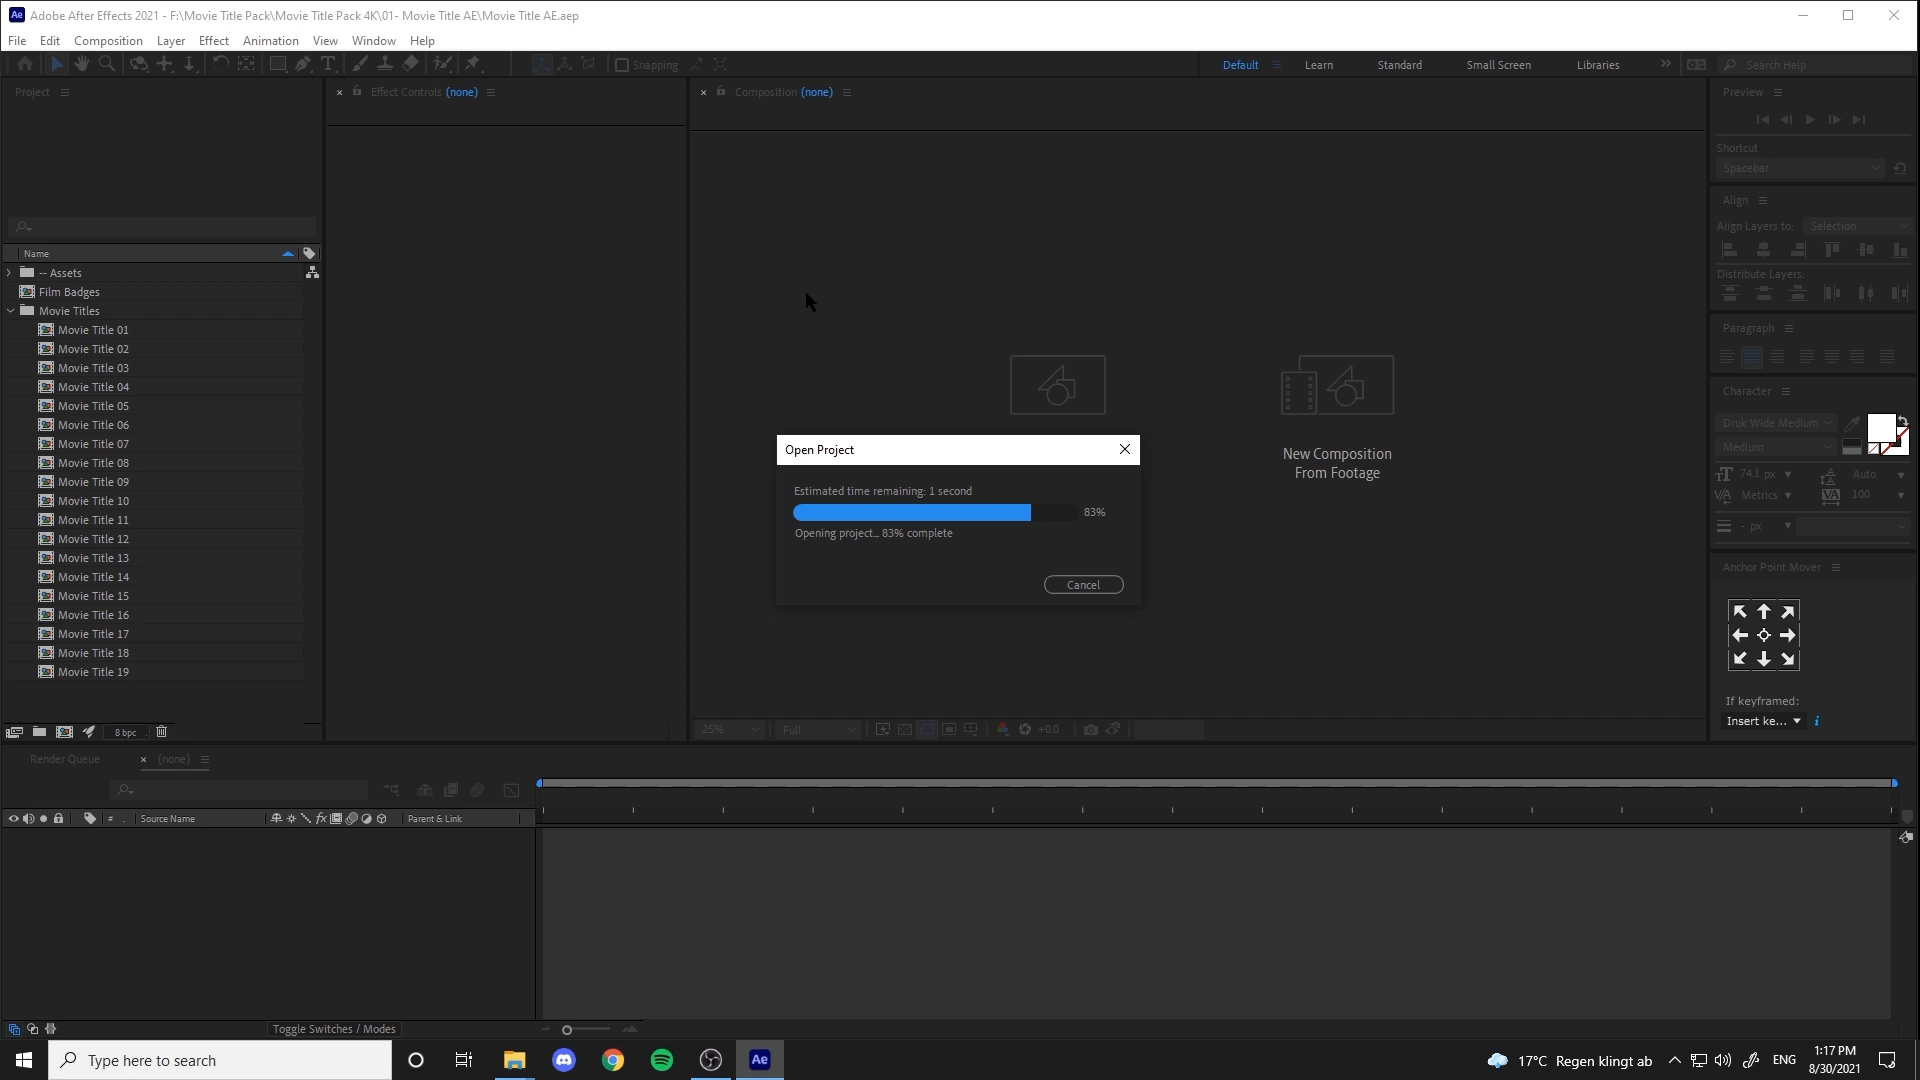 Ae Adobe After Effects 2021 - F:\Movie Title Pack\Movie Title Pack 4K\01- Movie Title AE\Movie Title AE.aep
File Edit Composition Layer Effect Animation View Window Help
Snapping Default Learn Standard Small Screen Libraries Search Help
Project Effect Controls (none) Composition (none) Preview
Shortcut
Spacebar
Align
Align Layers to: Selection
Name
-- Assets
Distribute Layers:
Film Badges
Movie Titles
Movie Title 01
Paragraph
Movie Title 02
Movie Title 03
Movie Title 04
Character
Movie Title 05
Movie Title 06
Druk Wide Medium
Movie Title 07
Medium
New Composition
From Footage
Open Project
Movie Title 08
74.1 px Auto
Movie Title 09
Estimated time remaining: 1 second
Metrics 100
Movie Title 10
83%
Movie Title 11
- px
Opening project... 83% complete
Movie Title 12
Movie Title 13
Anchor Point Mover
Movie Title 14
Cancel
Movie Title 15
Movie Title 16
Movie Title 17
Movie Title 18
Movie Title 19
If keyframed:
Insert ke... i
8 bpc
25% Full +0.0
Render Queue (none)
# . Source Name fx Parent & Link
Toggle Switches / Modes
Type here to search Ae 17°C Regen klingt ab ENG
1:17 PM
8/30/2021